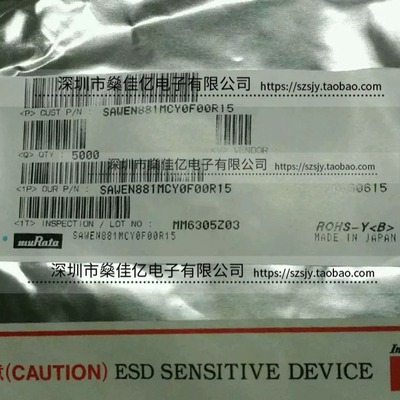 深圳市燊佳亿电子有限公司 https://szsjy.taobao.com
<P> CUST P/N : SAWEN881MCY0F00R15
<Q> QTY : 5000 <V> VENDOR
深圳市燊佳亿电子有限公司 https://szsjy.taobao.com
<1P> OUR P/N : SAWEN881MCY0F00R15 0615
<1T> INSPECTION / LOT NO : MM6305Z03 ROHS-Y<B>
muRata SAWEN881MCY0F00R15 MADE IN JAPAN
深圳市燊佳亿电子有限公司 https://szsjy.taobao.com
(CAUTION) ESD SENSITIVE DEVICE